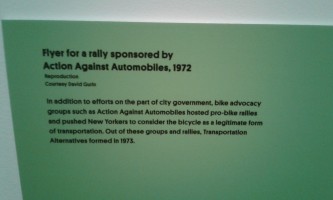 Flyer for a rally sponsored by
Action Against Automobiles, 1972
Reproduction
Courtesy David Gurin
In addition to efforts on the part of city government, bike advocacy
groups such as Action Against Automobiles hosted pro-bike rallies
and pushed New Yorkers to consider the bicycle as a legitimate form
of transportation. Out of these groups and rallies, Transportation
Alternatives formed in 1973.